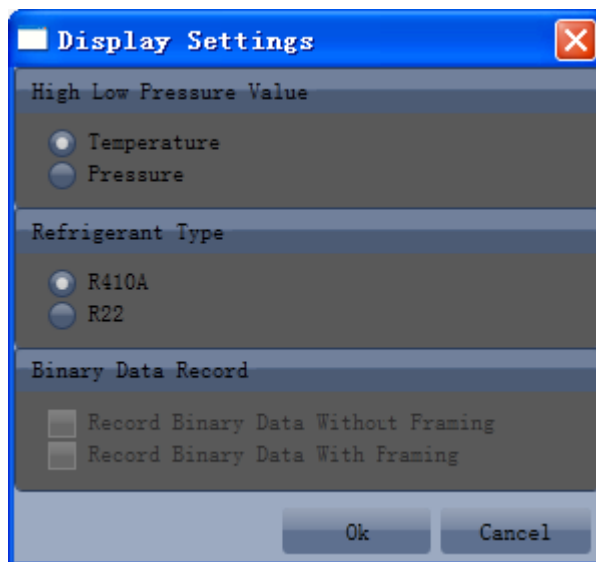 Display Settings
High Low Pressure Value
Temperature
Pressure
Refrigerant Type
R410A
R22
Binary Data Record
Record Binary Data Without Framing
Record Binary Data With Framing
Ok Cancel